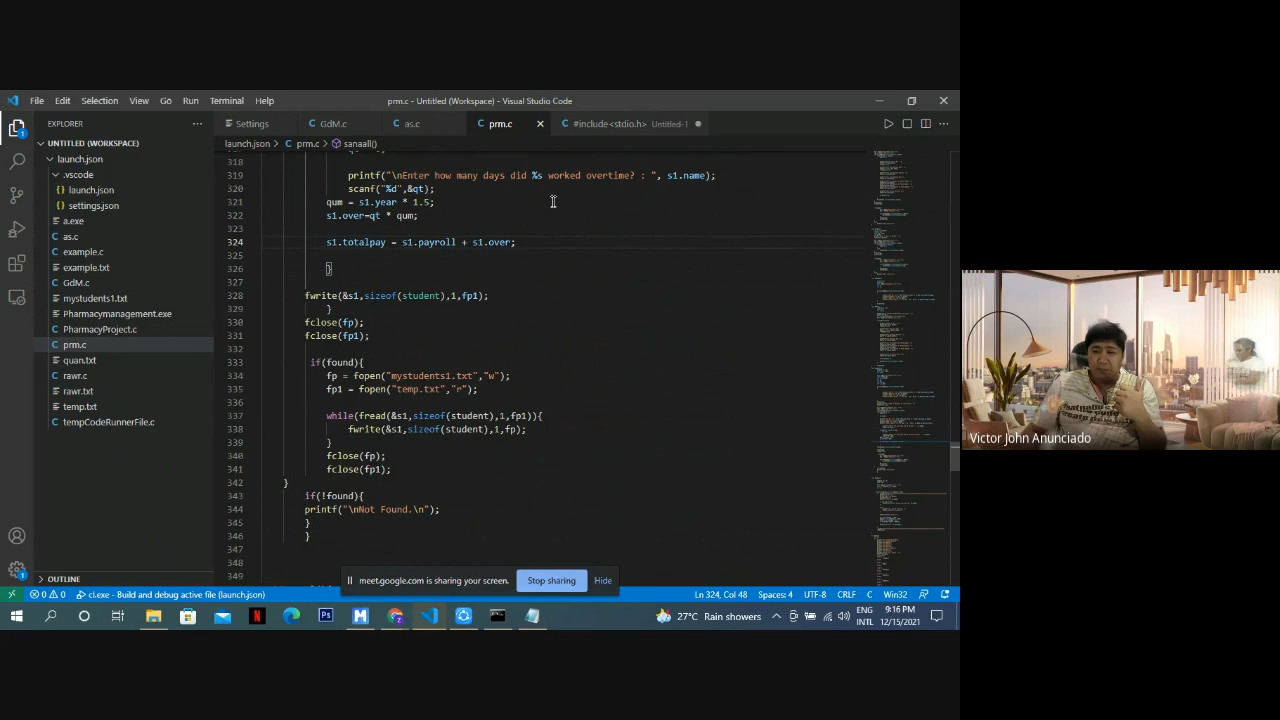 File Edit Selection View Go Run Terminal Help
prm.c - Untitled (Workspace) - Visual Studio Code
EXPLORER
Settings
GdM.c
as.c
prm.c
#include<stdio.h> Untitled-1
UNTITLED (WORKSPACE)
launch.json
.vscode
launch.json
settings.json
a.exe
as.c
example.c
example.txt
GdM.c
mystudents1.txt
Pharmacymanagement.exe
PharmacyProject.c
prm.c
quan.txt
rawr.c
rawr.txt
temp.txt
tempCodeRunnerFile.c
OUTLINE
launch.json > prm.c > sanaall()
318
319 printf("\nEnter how many days did %s worked overtime? : ", s1.name);
320 scanf("%d",&qt);
321 qum = s1.year * 1.5;
322 s1.over=qt * qum;
323
324 s1.totalpay = s1.payroll + s1.over;
325
326 }
327
328 fwrite(&s1,sizeof(student),1,fp1);
329 }
330 fclose(fp);
331 fclose(fp1);
332
333 if(found){
334 fp = fopen("mystudents1.txt","w");
335 fp1 = fopen("temp.txt","r");
336
337 while(fread(&s1,sizeof(student),1,fp1)){
338 fwrite(&s1,sizeof(student),1,fp);
339 }
340 fclose(fp);
341 fclose(fp1);
342 }
343 if(!found){
344 printf("\nNot Found.\n");
345 }
346 }
347
348
349
meet.google.com is sharing your screen. Stop sharing Hide
0 0 cl.exe - Build and debug active file (launch.json)
Ln 324, Col 48 Spaces: 4 UTF-8 CRLF C Win32
27°C Rain showers
ENG
INTL
9:16 PM
12/15/2021
Victor John Anunciado